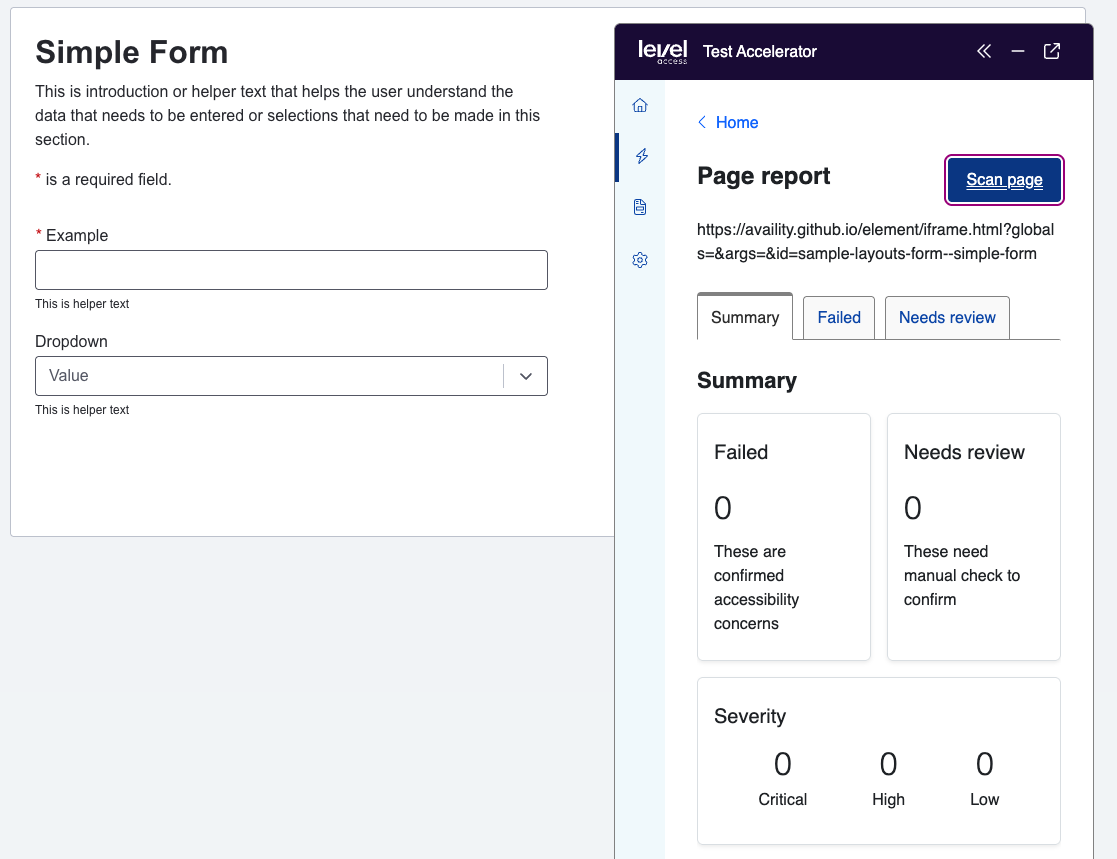 Simple Form
This is introduction or helper text that helps the user understand the
data that needs to be entered or selections that need to be made in this
section.
* is a required field.
* Example
This is helper text
Dropdown
Value
This is helper text
level access
Test Accelerator
Home
Page report
Scan page
https://availity.github.io/element/iframe.html?global
s=&args=&id=sample-layouts-form--simple-form
Summary
Failed
Needs review
Summary
Failed
0
These are
confirmed
accessibility
concerns
Needs review
0
These need
manual check to
confirm
Severity
0
Critical
0
High
0
Low